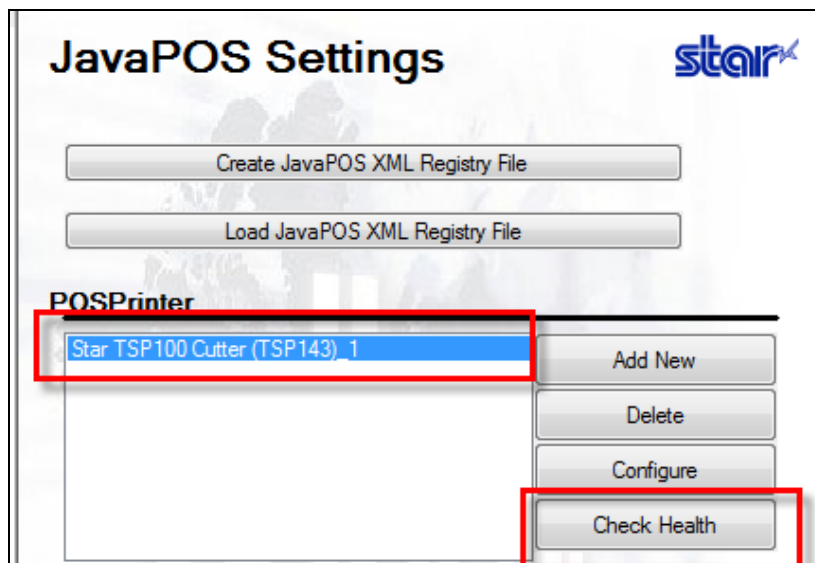 JavaPOS Settings
star
Create JavaPOS XML Registry File
Load JavaPOS XML Registry File
POSPrinter
Star TSP100 Cutter (TSP143)_1
Add New
Delete
Configure
Check Health